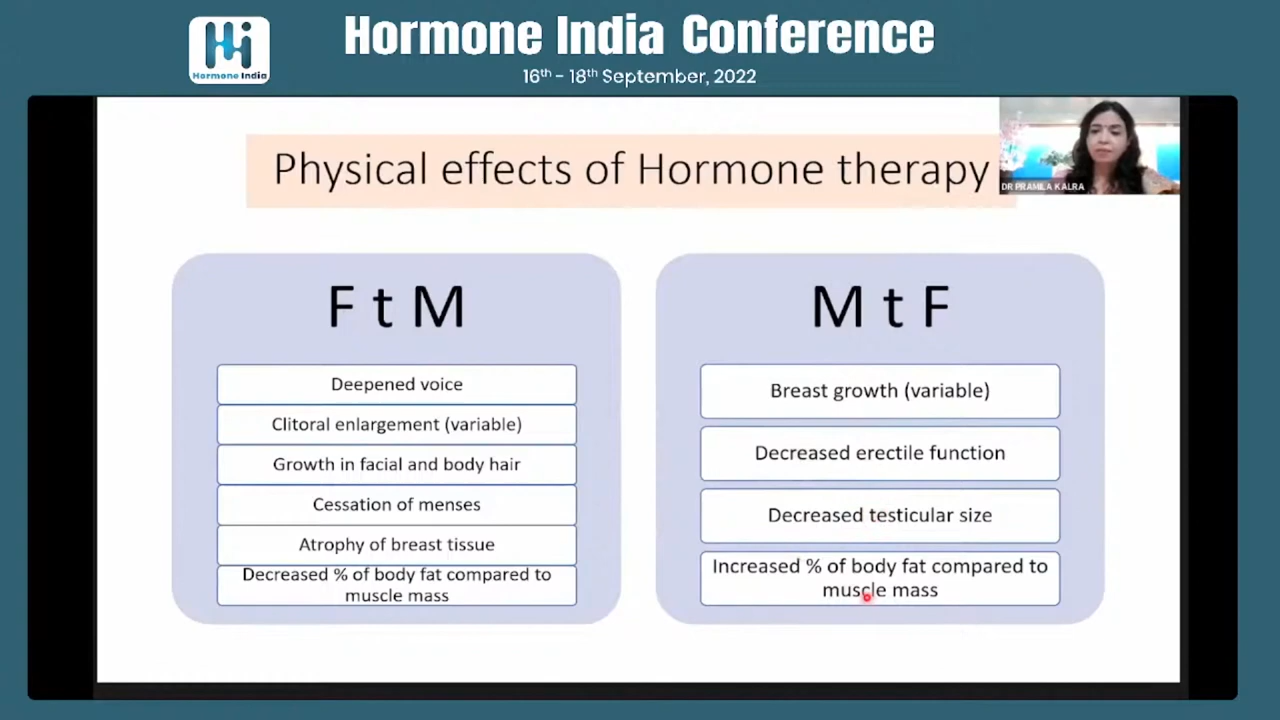 Hormone India Conference
Hormone India
16th - 18th September, 2022
Physical effects of Hormone therapy
DR PRAMILA KALRA
F t M
Deepened voice
Clitoral enlargement (variable)
Growth in facial and body hair
Cessation of menses
Atrophy of breast tissue
Decreased % of body fat compared to
muscle mass
M t F
Breast growth (variable)
Decreased erectile function
Decreased testicular size
Increased % of body fat compared to
muscle mass